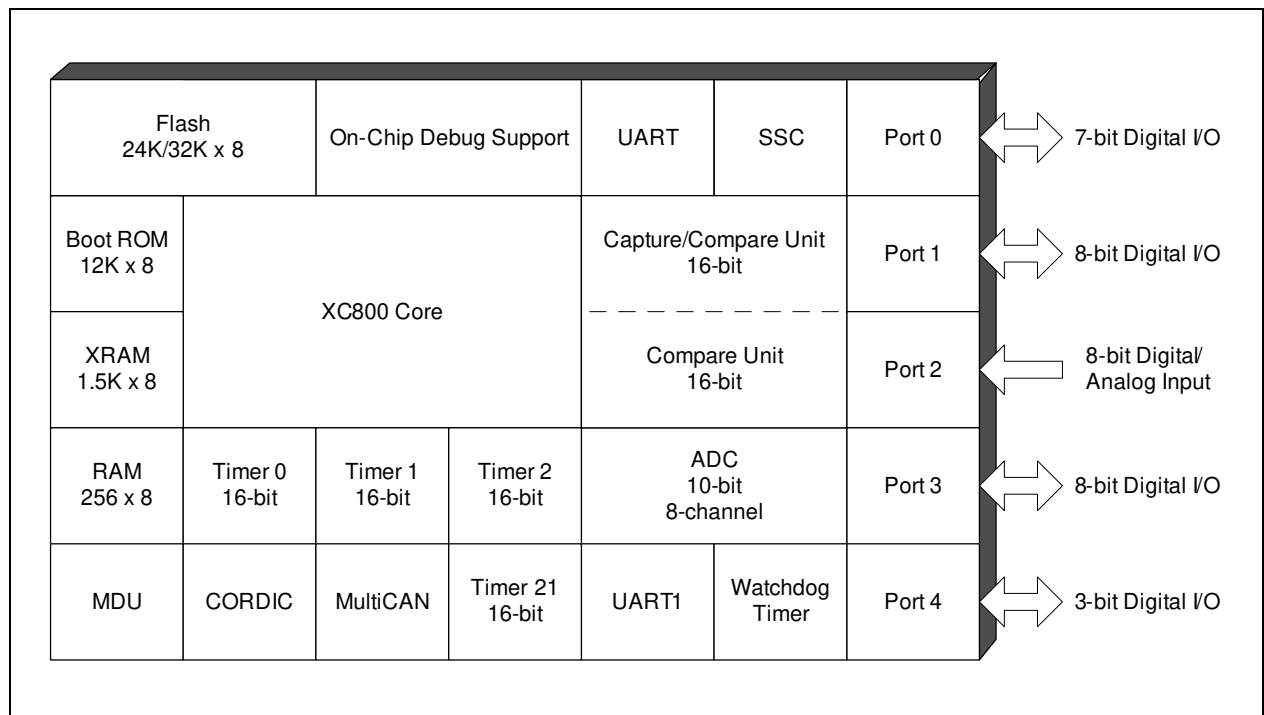 Flash
24K/32K x 8
On-Chip Debug Support
UART
SSC
Port 0
7-bit Digital I/O
Boot ROM
12K x 8
XC800 Core
Capture/Compare Unit
16-bit
Port 1
8-bit Digital I/O
XRAM
1.5K x 8
Compare Unit
16-bit
Port 2
8-bit Digital/
Analog Input
RAM
256 x 8
Timer 0
16-bit
Timer 1
16-bit
Timer 2
16-bit
ADC
10-bit
8-channel
Port 3
8-bit Digital I/O
MDU
CORDIC
MultiCAN
Timer 21
16-bit
UART1
Watchdog
Timer
Port 4
3-bit Digital I/O